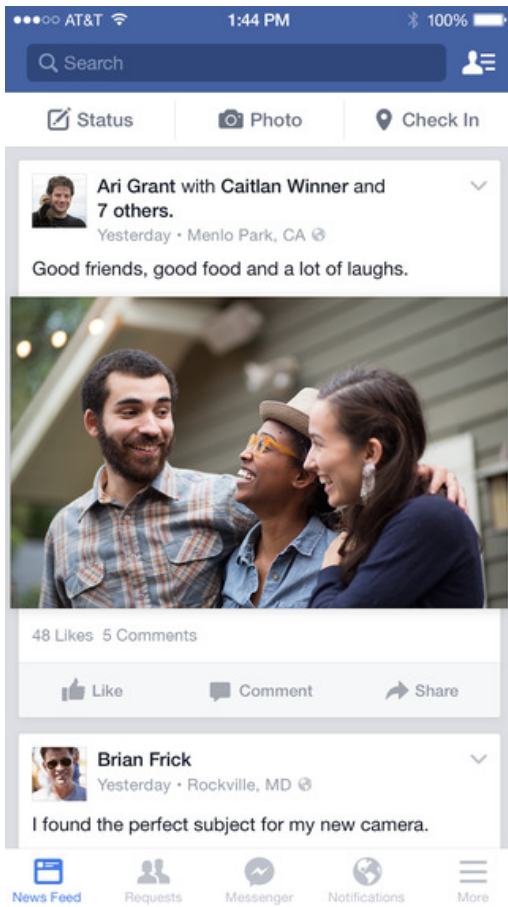 AT&T 1:44 PM 100%
Search
Status Photo Check In
Ari Grant with Caitlan Winner and
7 others.
Yesterday • Menlo Park, CA
Good friends, good food and a lot of laughs.
48 Likes 5 Comments
Like Comment Share
Brian Frick
Yesterday • Rockville, MD
I found the perfect subject for my new camera.
News Feed Requests Messenger Notifications More